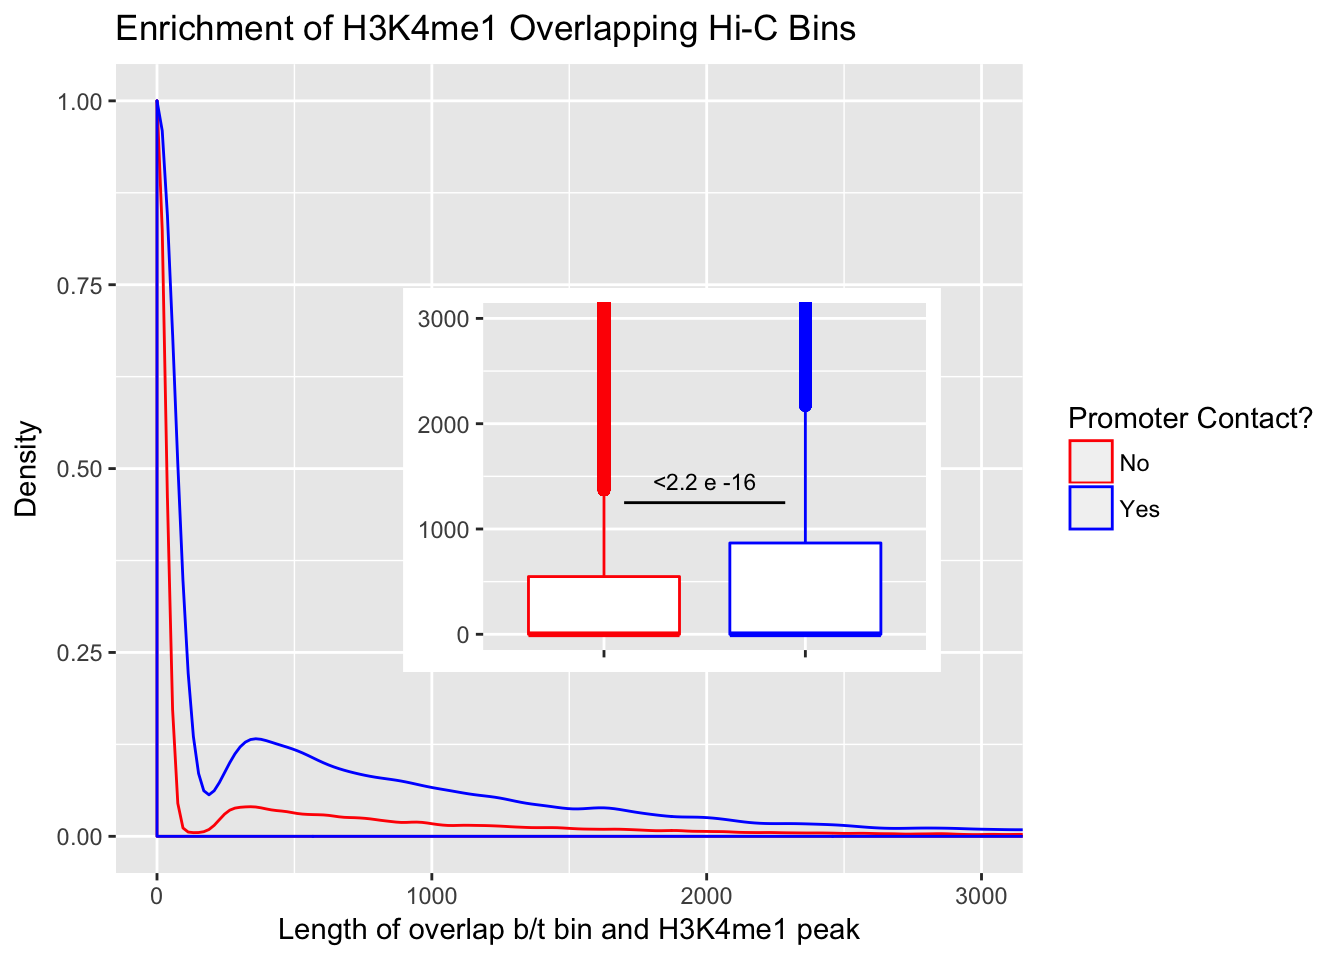 Enrichment of H3K4me1 Overlapping Hi-C Bins
1.00
0.75
0.50
0.25
0.00
Density
0
1000
2000
3000
Length of overlap b/t bin and H3K4me1 peak
3000
2000
1000
0
<2.2 e -16
Promoter Contact?
No
Yes